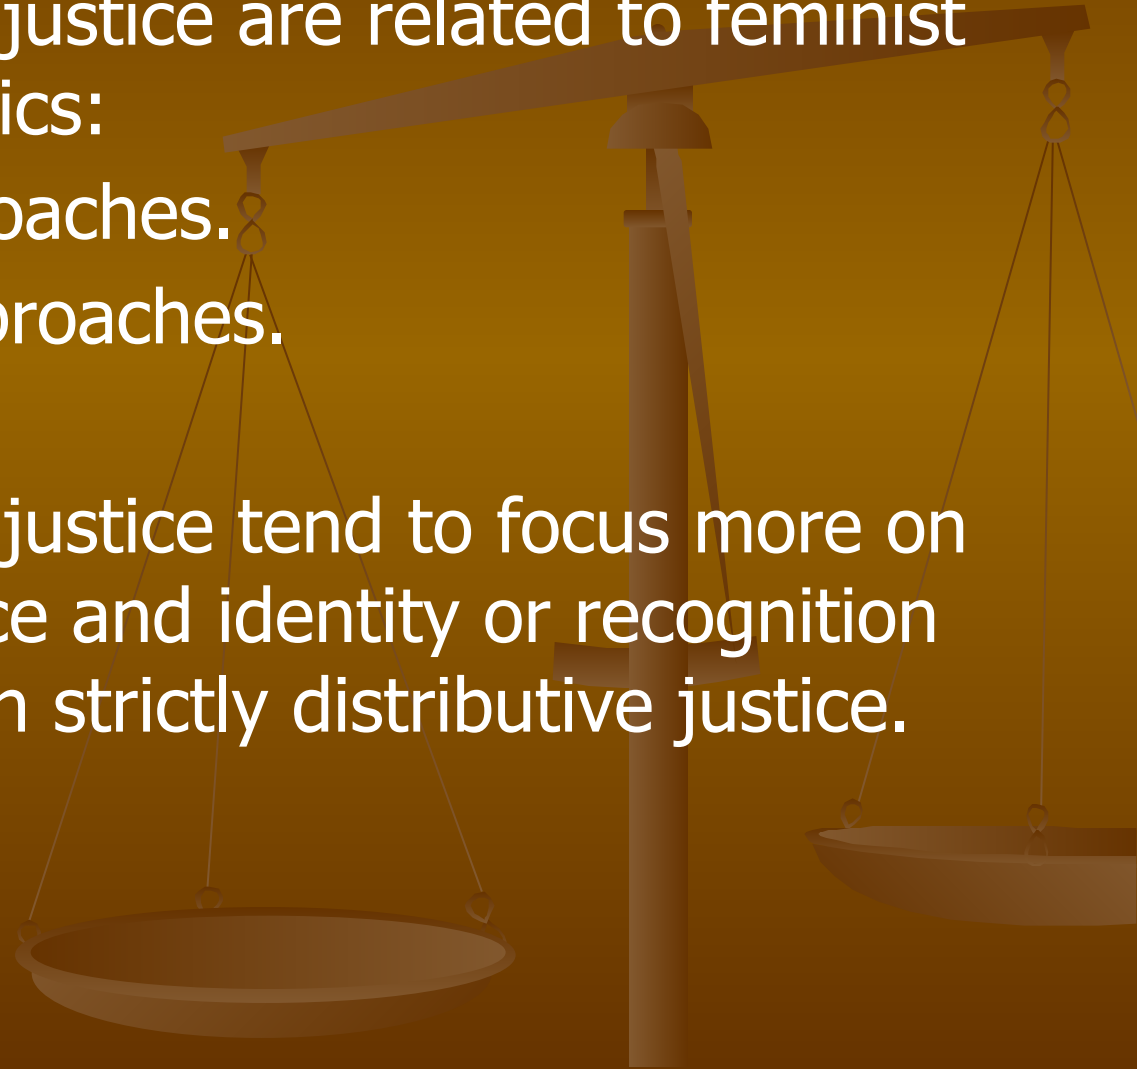 justice are related to feminist
ics:
oaches.
proaches.
justice tend to focus more on
ce and identity or recognition
n strictly distributive justice.